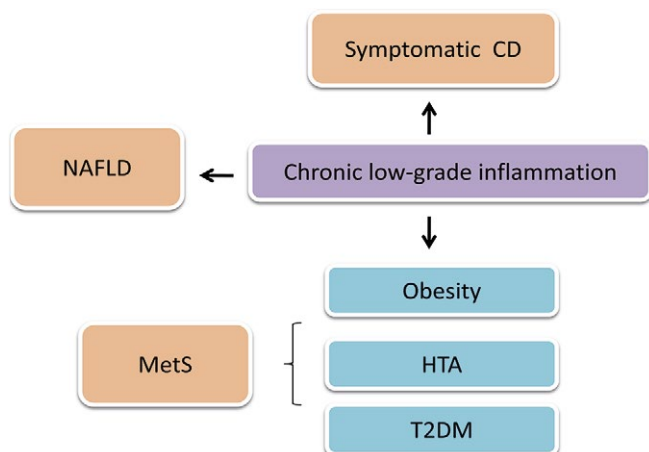 Symptomatic CD
NAFLD
Chronic low-grade inflammation
Obesity
MetS
HTA
T2DM